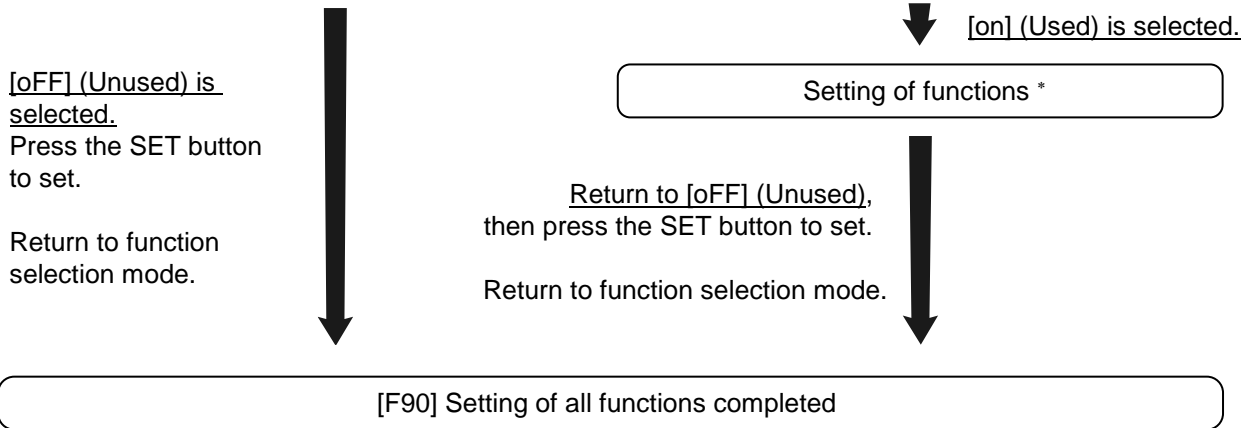 [on] (Used) is selected.
[oFF] (Unused) is
selected.
Press the SET button
to set.
Return to function
selection mode.
Setting of functions *
Return to [oFF] (Unused),
then press the SET button to set.
Return to function selection mode.
[F90] Setting of all functions completed